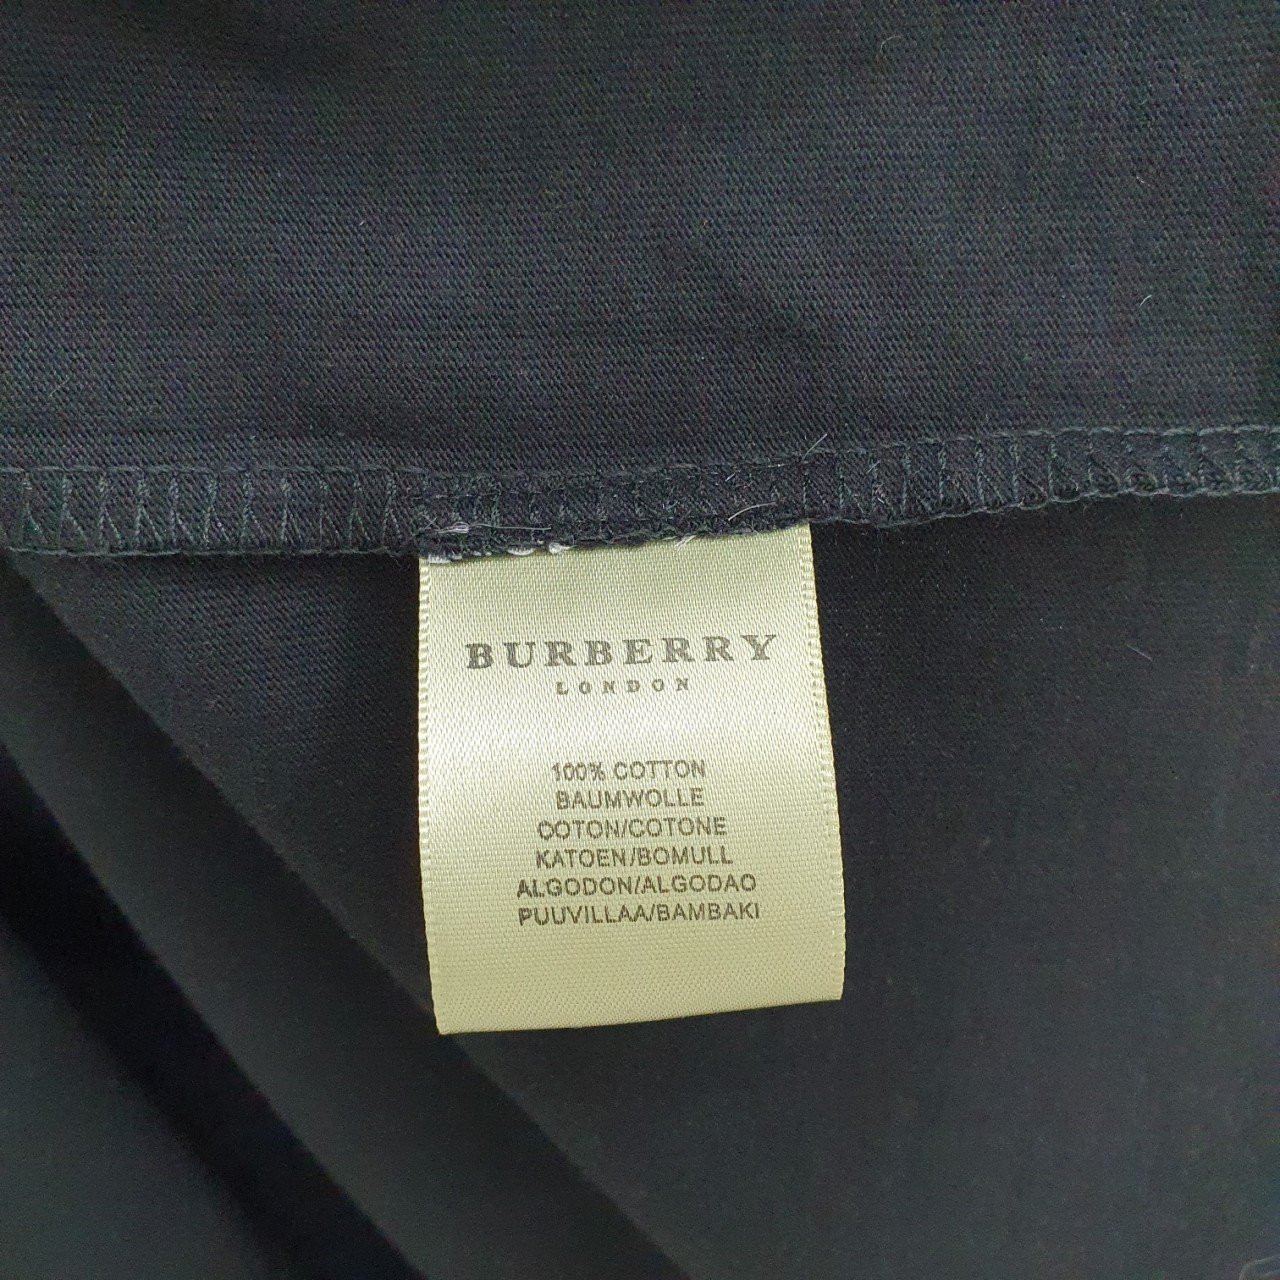 BURBERRY
LONDON
100% COTTON
BAUMWOLLE
COTON/COTONE
KATOEN/BOMULL
ALGODON/ALGODAO
PUUVILLAA/BAMBAKI